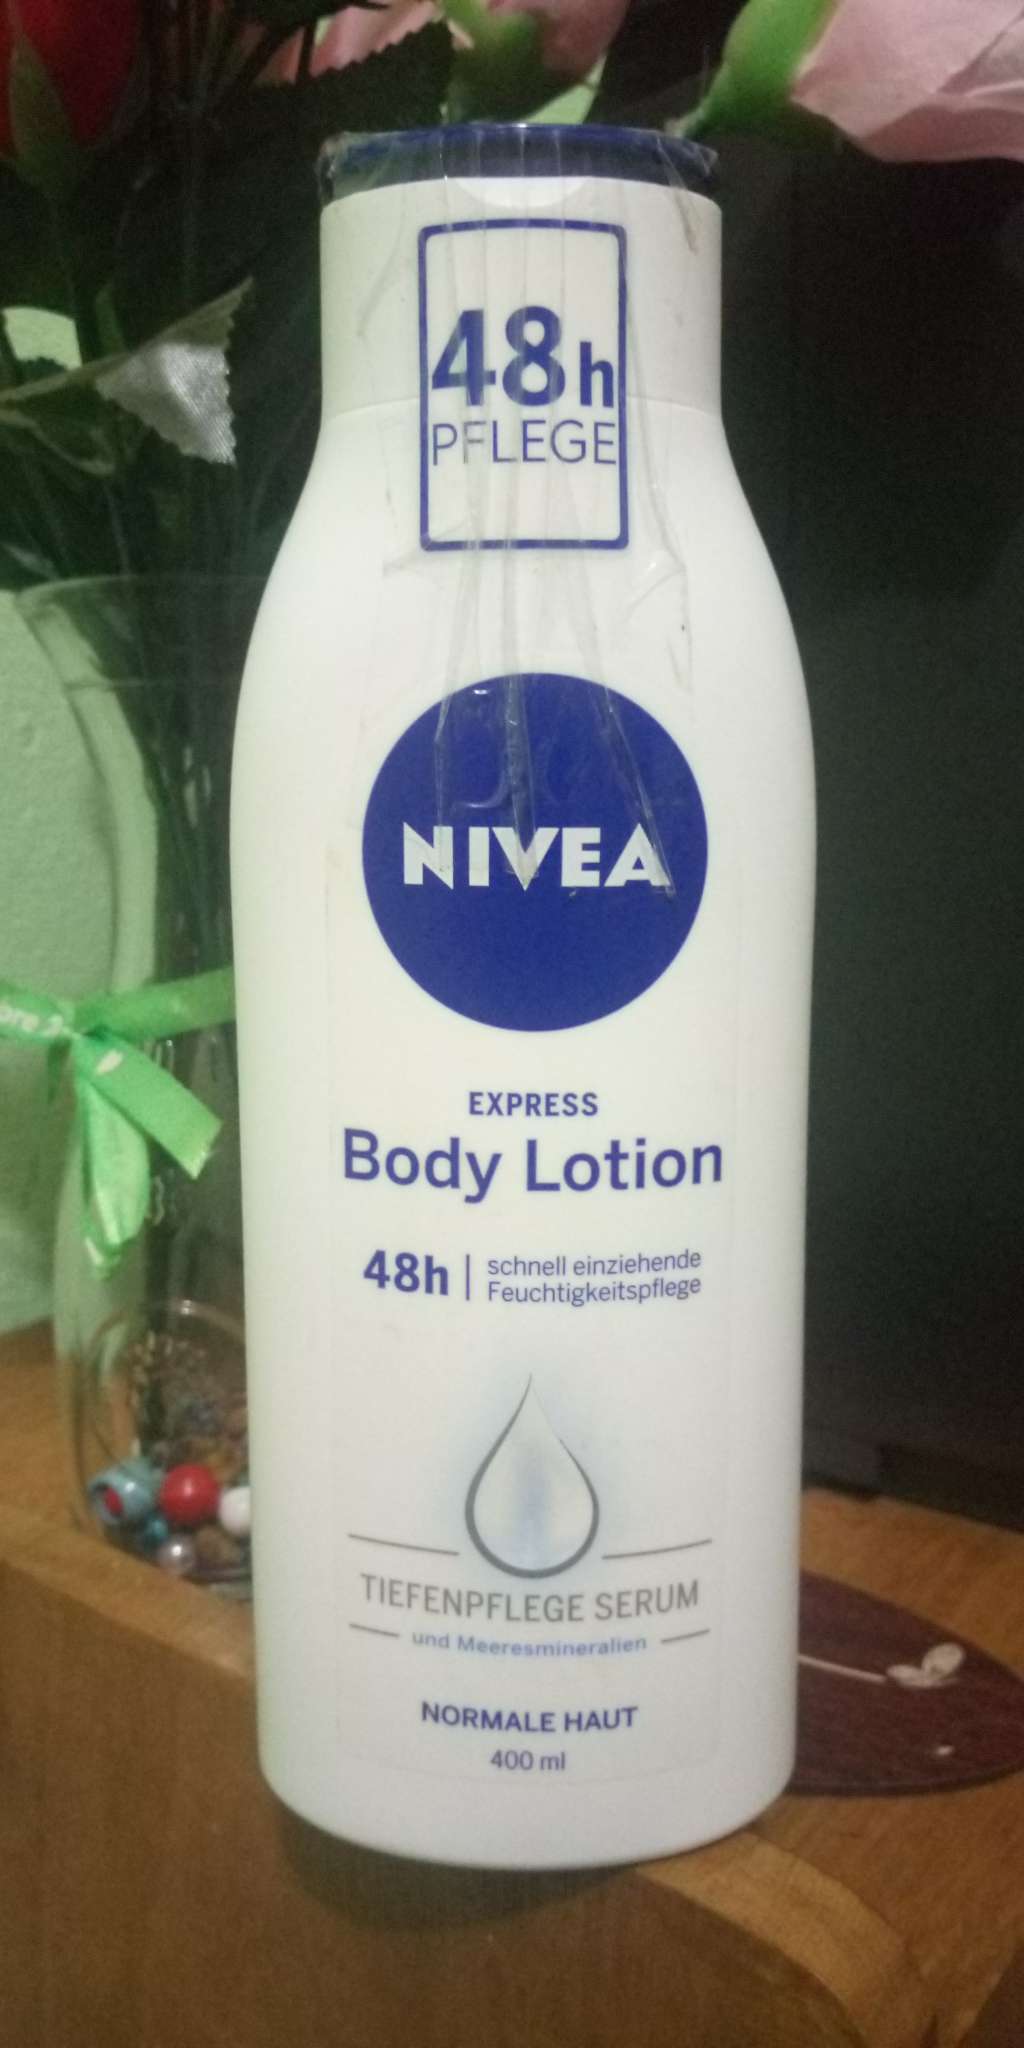 48h
PFLEGE
NIVEA
EXPRESS
Body Lotion
48h | schnell einziehende
Feuchtigkeitspflege
TIEFENPFLEGE SERUM
und Meeresmineralien
NORMALE HAUT
400 ml